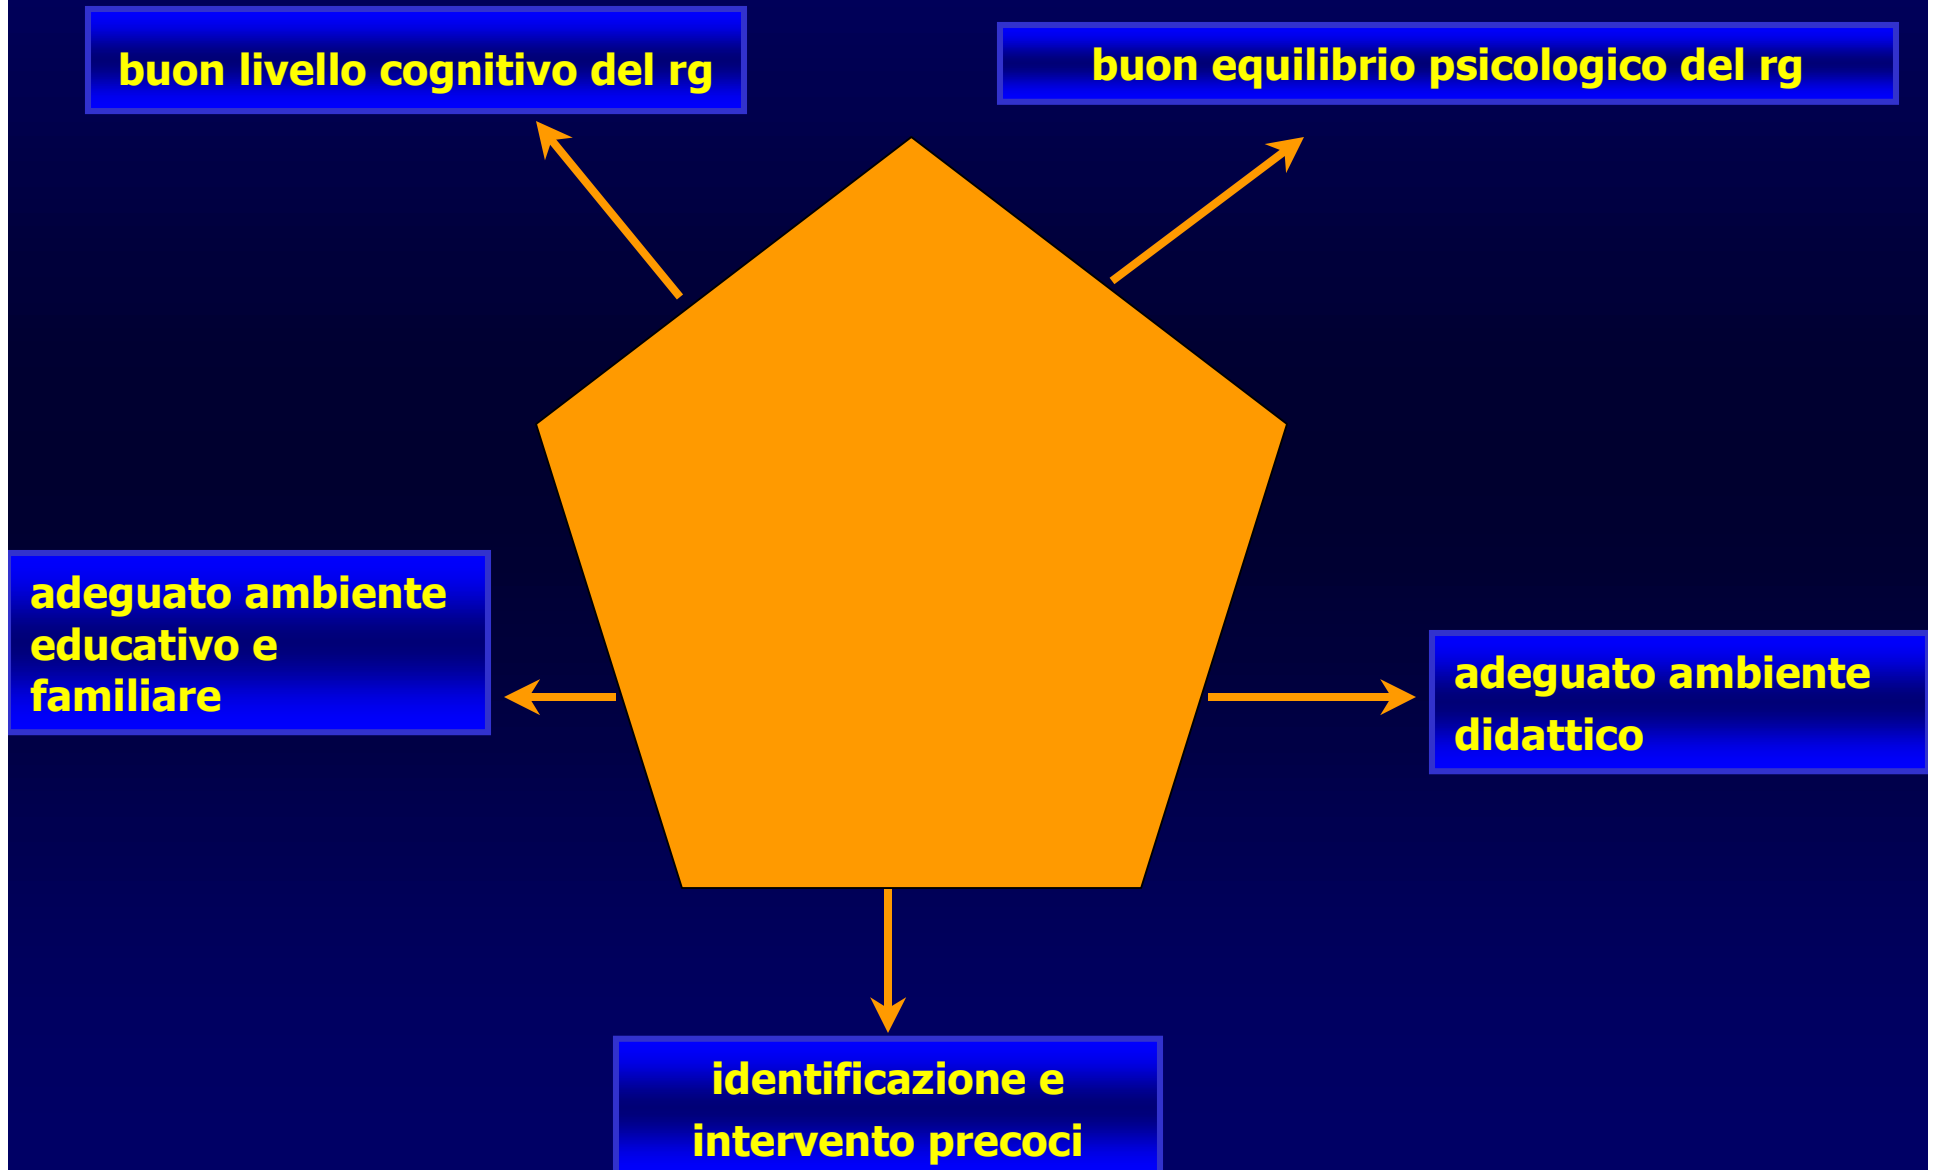 buon livello cognitivo del rg
buon equilibrio psicologico del rg
adeguato ambiente
educativo e
familiare
adeguato ambiente
didattico
identificazione e
intervento precoci